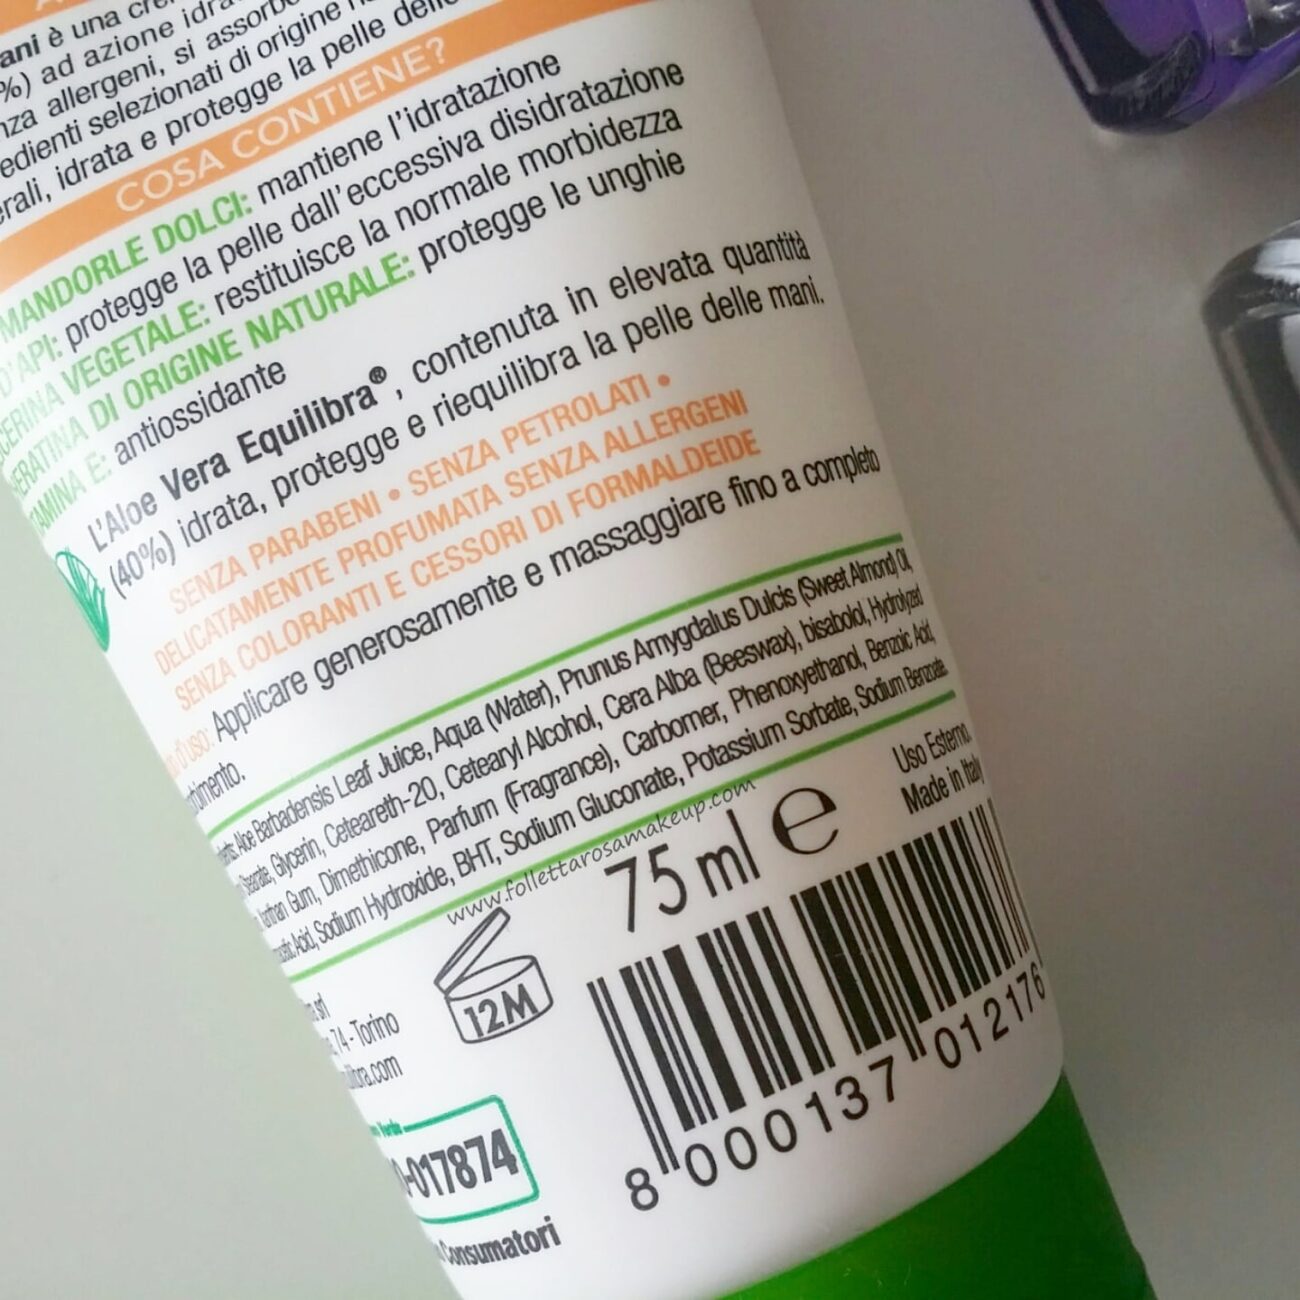 ani è una cre
%) ad azione idra
nza allergeni, si assorbe
edienti selezionati di origine
erali, idrata e protegge la pelle delle
COSA CONTIENE?
MANDORLE DOLCI: mantiene l'idratazione
D'API: protegge la pelle dall'eccessiva disidratazione
CERINA VEGETALE: restituisce la normale morbidezza
ERATINA DI ORIGINE NATURALE: protegge le unghie
TAMINA E: antiossidante
L'Aloe Vera Equilibra®, contenuta in elevata quantità
(40%) idrata, protegge e riequilibra la pelle delle mani.
SENZA PARABENI • SENZA PETROLATI •
DELICATAMENTE PROFUMATA SENZA ALLERGENI
SENZA COLORANTI E CESSORI DI FORMALDEIDE
d'uso: Applicare generosamente e massaggiare fino a completo
rbimento.
Aloe Barbadensis Leaf Juice, Aqua (Water), Prunus Amygdalus Dulcis (Sweet Almond) Oil,
Stearate, Glycerin, Ceteareth-20, Cetearyl Alcohol, Cera Alba (Beeswax), bisabolol, Hydrolyzed
Xanthan Gum, Dimethicone, Parfum (Fragrance), Carbomer, Phenoxyethanol, Benzoic Acid,
Acid, Sodium Hydroxide, BHT, Sodium Gluconate, Potassium Sorbate, Sodium Benzoate.
www.follettarosamakeup.com
Uso Esterno.
Made in Italy
75 ml e
12M
srl
74 - Torino
ibra.com
Verde
-017874
Consumatori
8 000137 012176